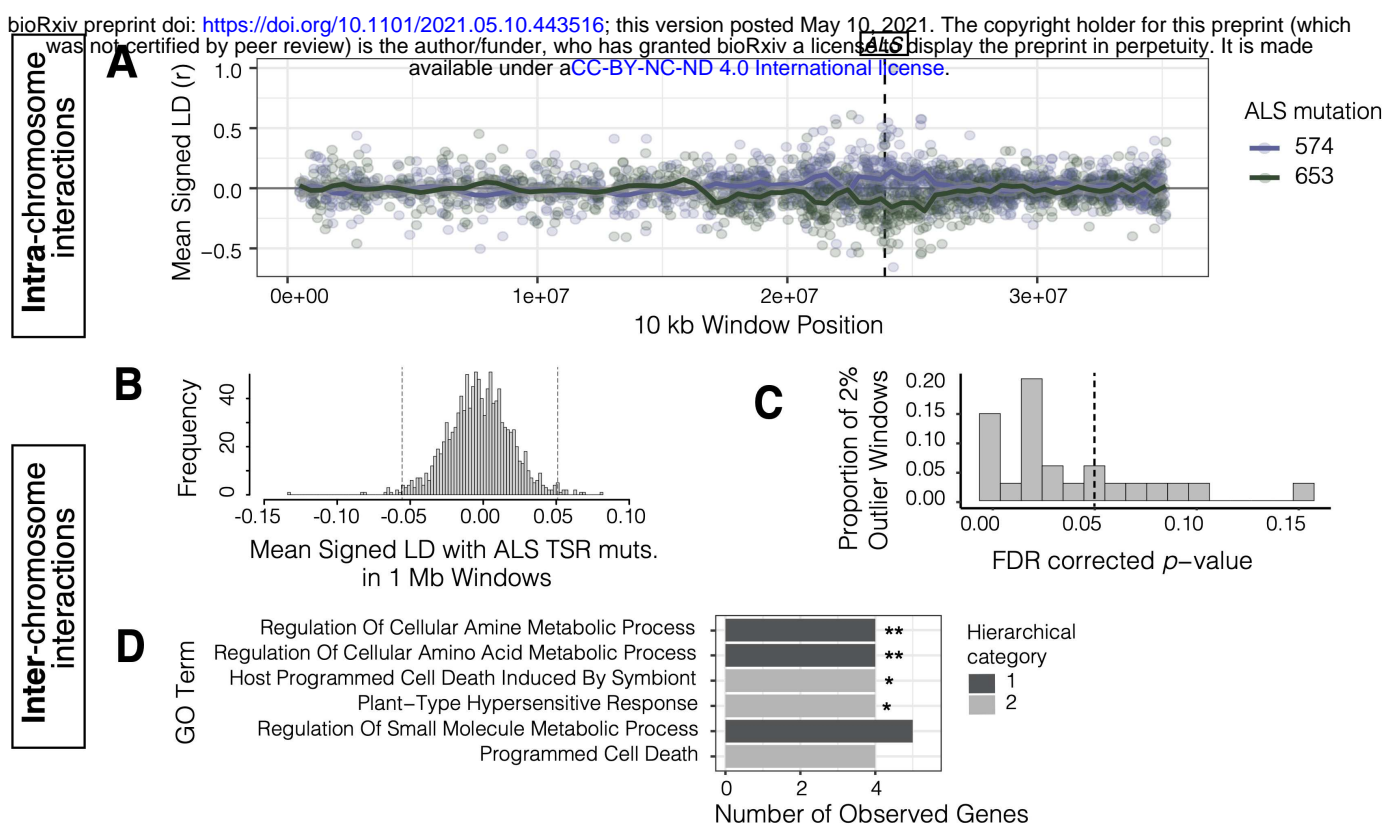 bioRxiv preprint doi: https://doi.org/10.1101/2021.05.10.443516; this version posted May 10, 2021. The copyright holder for this preprint (which
was not certified by peer review) is the author/funder, who has granted bioRxiv a license to display the preprint in perpetuity. It is made
available under aCC-BY-NC-ND 4.0 International license.
Intra-chromosome
interactions
A
ALS
Mean Signed LD (r)
1.0
0.5
0.0
−0.5
0e+00 1e+07 2e+07 3e+07
10 kb Window Position
ALS mutation
574
653
Inter-chromosome
interactions
B
Frequency
40
20
0
-0.15 -0.10 -0.05 0.00 0.05 0.10
Mean Signed LD with ALS TSR muts.
in 1 Mb Windows
C
Proportion of 2%
Outlier Windows
0.20
0.15
0.10
0.05
0.00
0.00 0.05 0.10 0.15
FDR corrected p−value
D
GO Term
Regulation Of Cellular Amine Metabolic Process **
Regulation Of Cellular Amino Acid Metabolic Process **
Host Programmed Cell Death Induced By Symbiont *
Plant−Type Hypersensitive Response *
Regulation Of Small Molecule Metabolic Process
Programmed Cell Death
0 2 4
Number of Observed Genes
Hierarchical
category
1
2